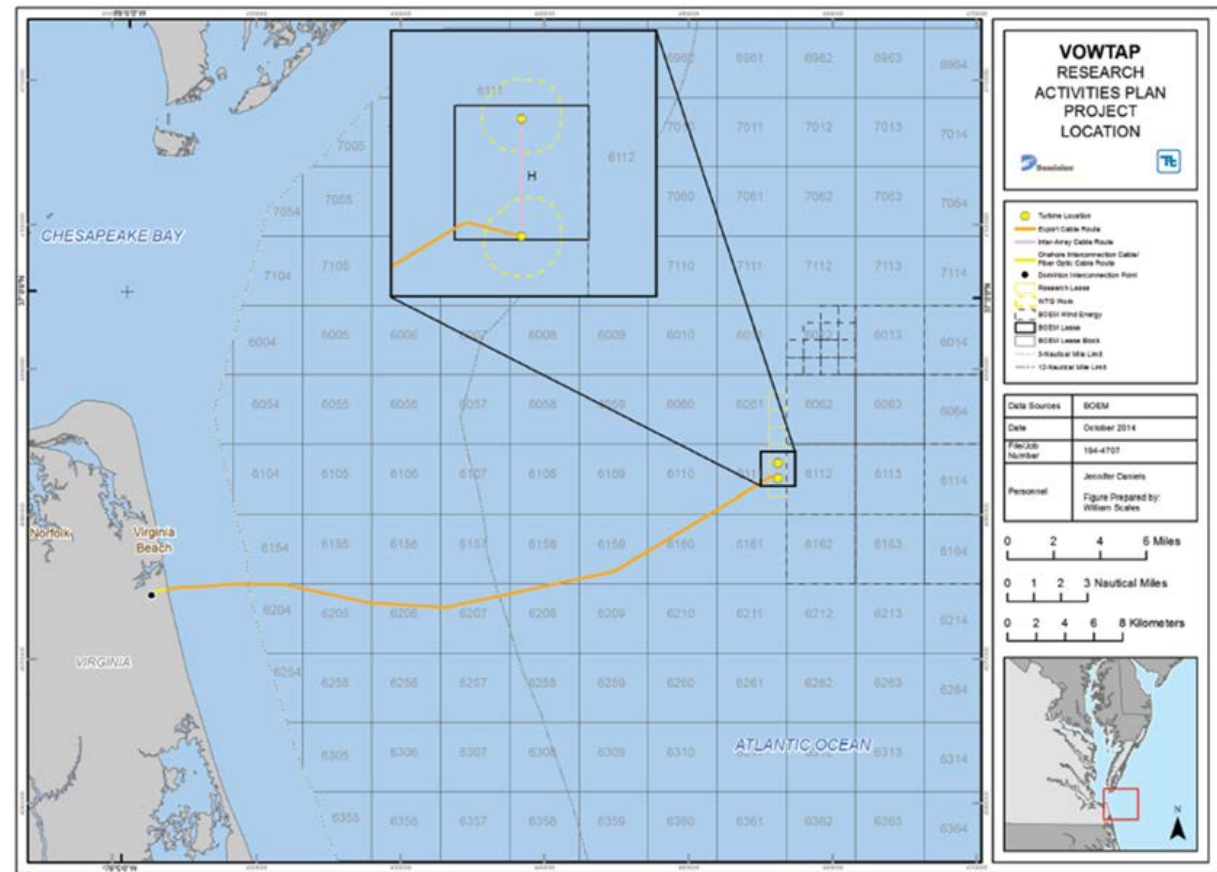 6111
6112
H
6960 6961 6962 6963 6964
7005 7010 7011 7012 7013 7014
7054 7055 7060 7061 7062 7063 7064
CHESAPEAKE BAY
7104 7105 7110 7111 7112 7113 7114
6004 6005 6006 6007 6008 6009 6010 6013 6014
6054 6055 6056 6057 6058 6059 6060 6061 6062 6063 6064
6104 6105 6106 6107 6108 6109 6110 6112 6113 6114
Norfolk
Virginia
Beach
6154 6155 6156 6157 6158 6159 6160 6161 6162 6163 6164
6204 6205 6206 6207 6208 6209 6210 6211 6212 6213 6214
VIRGINIA
6254 6255 6256 6257 6258 6259 6260 6261 6262 6263 6264
6305 6306 6307 6308 6309 6310 6313 6314
ATLANTIC OCEAN
6355 6356 6357 6358 6359 6360 6361 6362 6363 6364
VOWTAP
RESEARCH
ACTIVITIES PLAN
PROJECT
LOCATION
Dominion
Tt
Turbine Location
Export Cable Route
Inter-Array Cable Route
Onshore Interconnection Cable/
Fiber Optic Cable Route
Dominion Interconnection Point
Research Lease
WTG Work
BOEM Wind Energy
BOEM Lease
BOEM Lease Block
3-Nautical Mile Limit
12-Nautical Mile Limit
Data Sources BOEM
Date October 2014
File/Job
Number 194-4707
Personnel Jennifer Daniels
Figure Prepared by:
William Scales
0 2 4 6 Miles
0 1 2 3 Nautical Miles
0 2 4 6 8 Kilometers
N